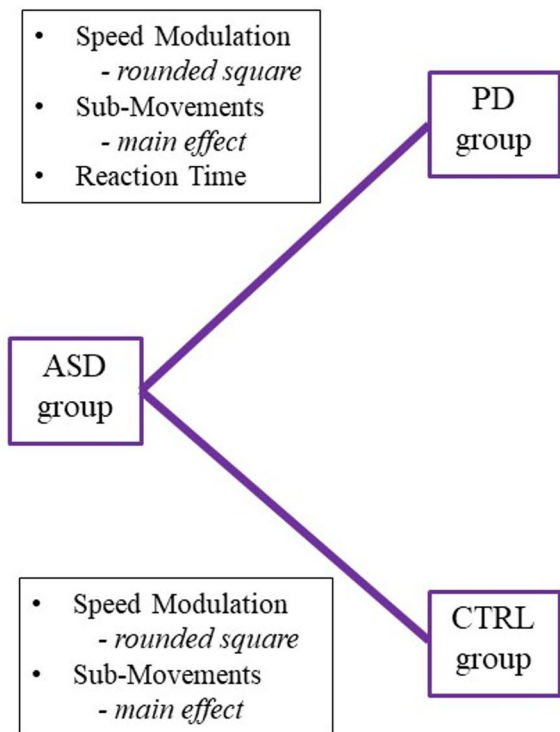 • Speed Modulation
- rounded square
• Sub-Movements
- main effect
• Reaction Time
PD
group
ASD
group
• Speed Modulation
- rounded square
• Sub-Movements
- main effect
CTRL
group